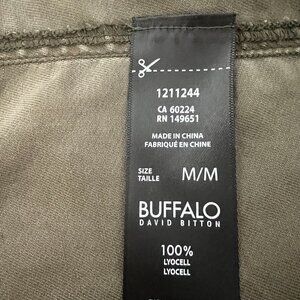 1211244
CA 60224
RN 149651
MADE IN CHINA
FABRIQUÉ EN CHINE
SIZE
TAILLE M/M
BUFFALO
DAVID BITTON
100%
LYOCELL
LYOCELL